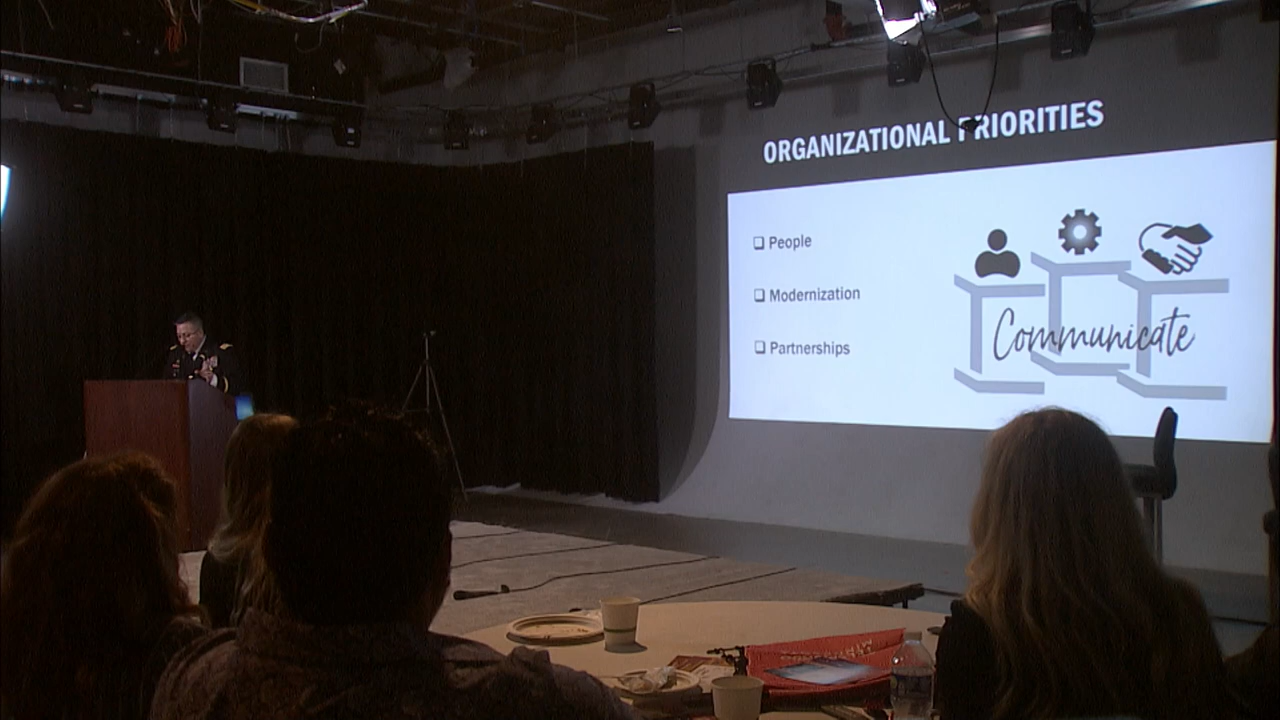 ORGANIZATIONAL PRIORITIES
❑ People
❑ Modernization
❑ Partnerships
Communicate